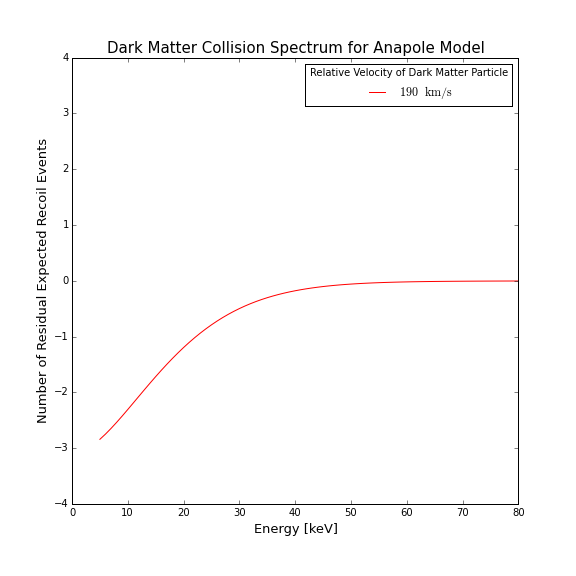 Dark Matter Collision Spectrum for Anapole Model
Relative Velocity of Dark Matter Particle
190 km/s
Number of Residual Expected Recoil Events
4
3
2
1
0
−1
−2
−3
−4
0 10 20 30 40 50 60 70 80
Energy [keV]